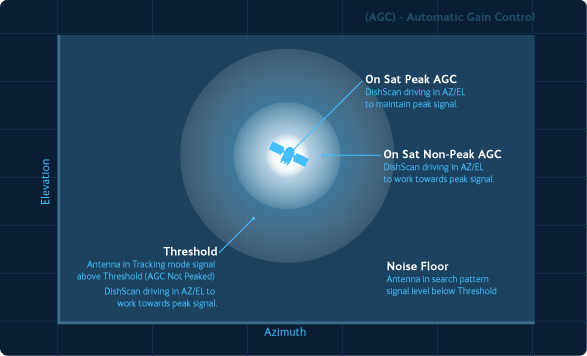 (AGC) - Automatic Gain Control
On Sat Peak AGC
DishScan driving in AZ/EL
to maintain peak signal.
On Sat Non-Peak AGC
DishScan driving in AZ/EL
to work towards peak signal.
Elevation
Threshold
Antenna in Tracking mode signal
above Threshold (AGC Not Peaked)
DishScan driving in AZ/EL to
work towards peak signal.
Noise Floor
Antenna in search pattern
signal level below Threshold
Azimuth